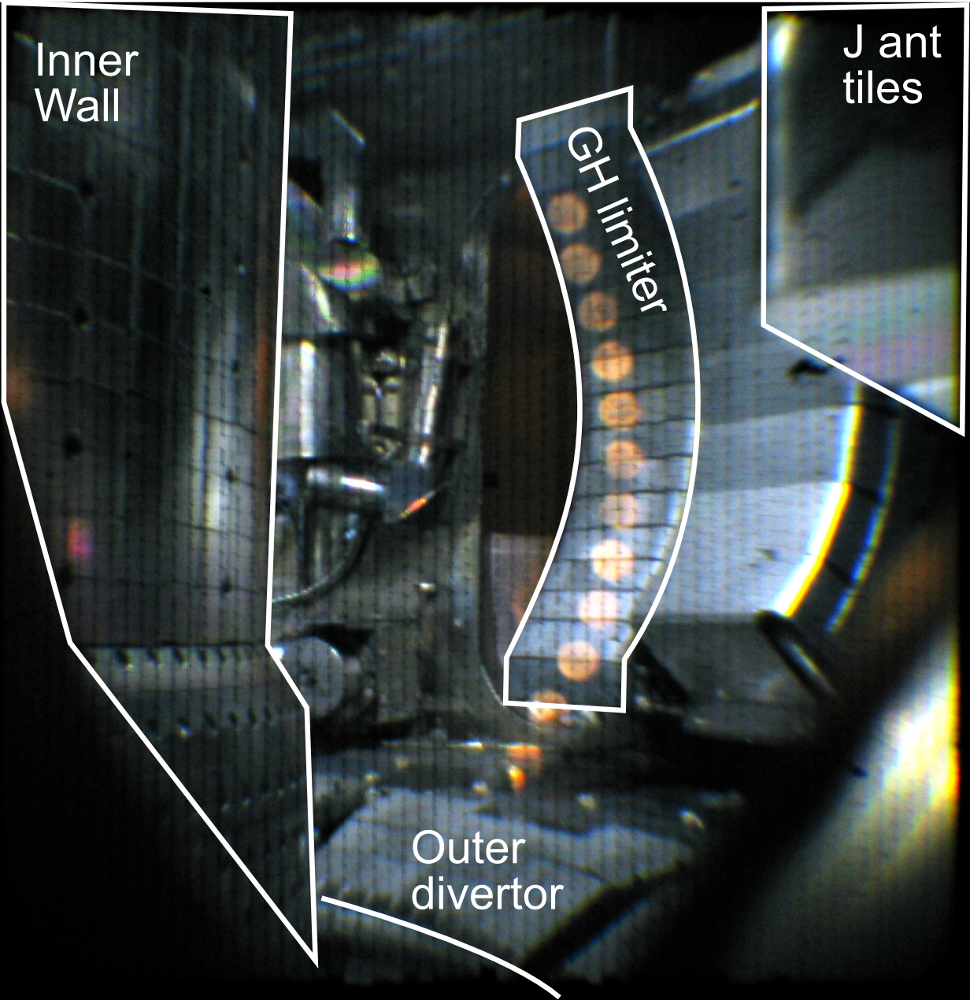 Inner
Wall
J ant
tiles
GH limiter
Outer
divertor